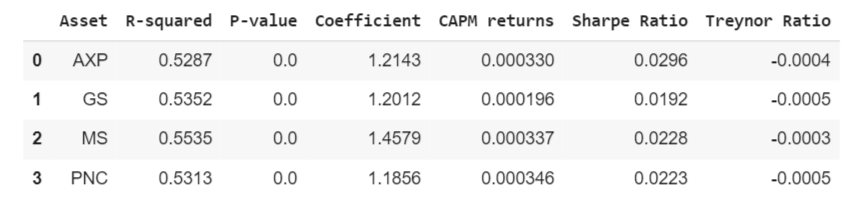 Asset R-squared P-value Coefficient CAPM returns Sharpe Ratio Treynor Ratio
0 AXP 0.5287 0.0 1.2143 0.000330 0.0296 -0.0004
1 GS 0.5352 0.0 1.2012 0.000196 0.0192 -0.0005
2 MS 0.5535 0.0 1.4579 0.000337 0.0228 -0.0003
3 PNC 0.5313 0.0 1.1856 0.000346 0.0223 -0.0005